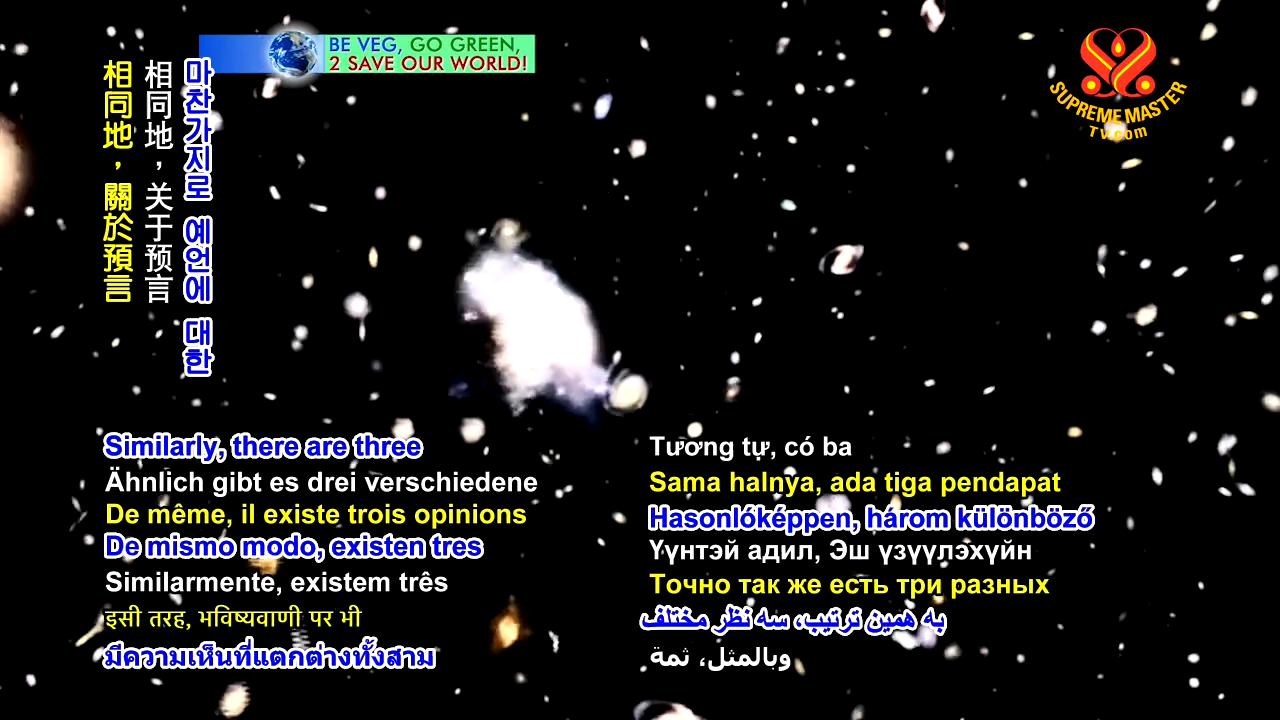 BE VEG, GO GREEN,
2 SAVE OUR WORLD!
SUPREME MASTER
TV.com
마찬가지로 예언에 대한
相同地，关于预言
相同地，關於預言
Similarly, there are three
Ähnlich gibt es drei verschiedene
De même, il existe trois opinions
De mismo modo, existen tres
Similarmente, existem três
इसी तरह, भविष्यवाणी पर भी
มีความเห็นที่แตกต่างทั้งสาม
Tương tự, có ba
Sama halnya, ada tiga pendapat
Hasonlóképpen, három különböző
Үүнтэй адил, Эш үзүүлэхүйн
Точно так же есть три разных
به همین ترتیب، سه نظر مختلف
وبالمثل، ثمة